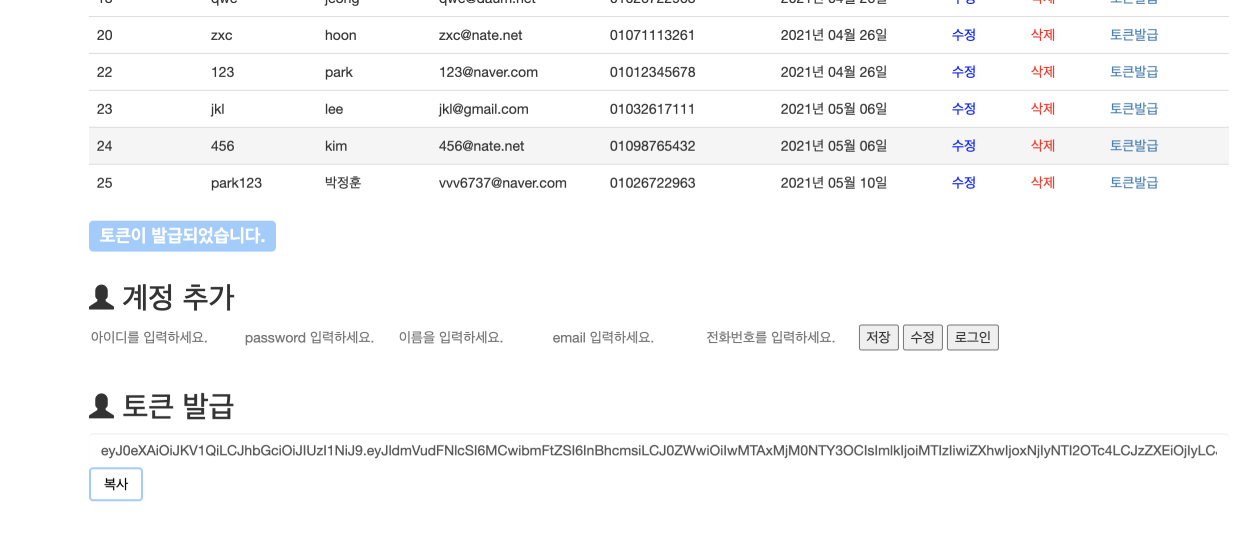 20 zxc hoon zxc@nate.net 01071113261 2021년 04월 26일 수정 삭제 토큰발급
22 123 park 123@naver.com 01012345678 2021년 04월 26일 수정 삭제 토큰발급
23 jkl lee jkl@gmail.com 01032617111 2021년 05월 06일 수정 삭제 토큰발급
24 456 kim 456@nate.net 01098765432 2021년 05월 06일 수정 삭제 토큰발급
25 park123 박정훈 vvv6737@naver.com 01026722963 2021년 05월 10일 수정 삭제 토큰발급
토큰이 발급되었습니다.
계정 추가
아이디를 입력하세요. password 입력하세요. 이름을 입력하세요. email 입력하세요. 전화번호를 입력하세요. 저장 수정 로그인
토큰 발급
복사